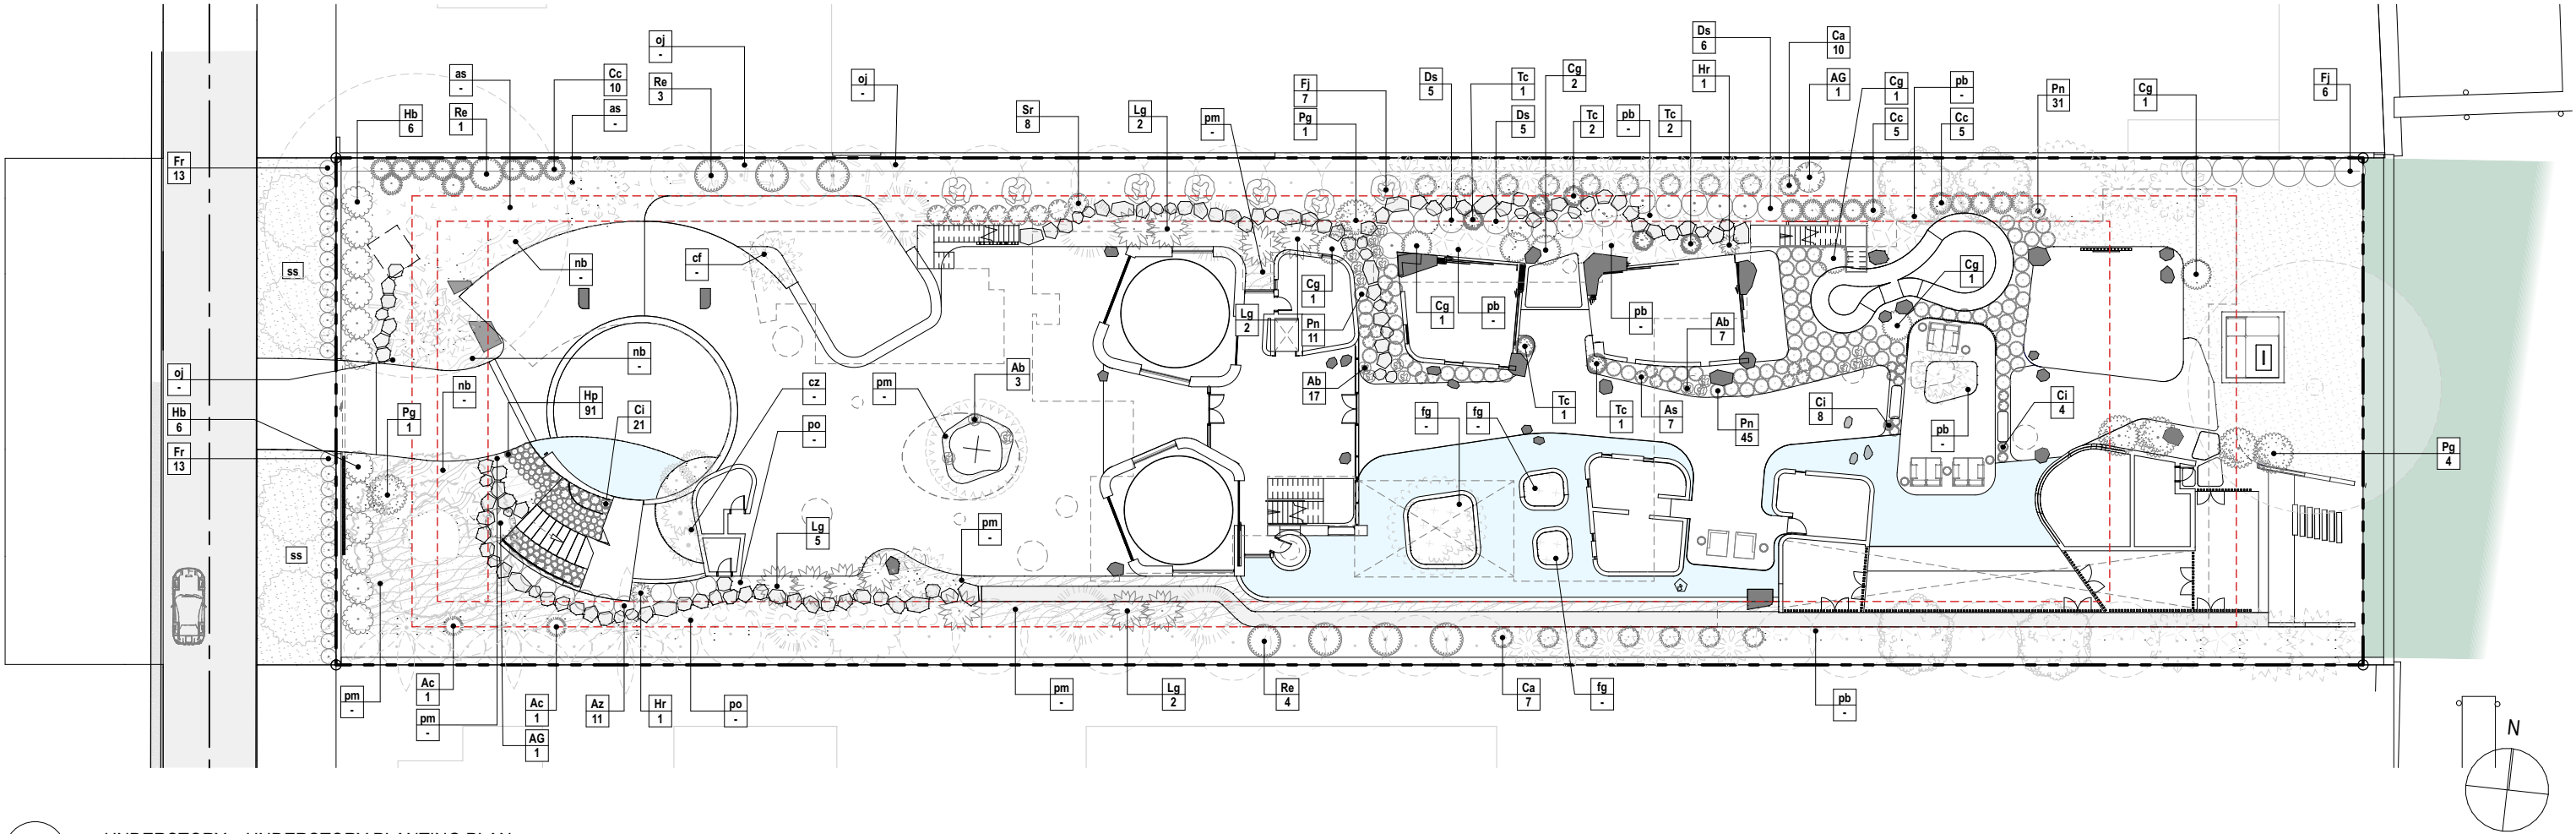 oj
-
Ds
6
Ca
10
as
-
Cc
10
Re
3
oj
-
Fj
7
Ds
5
Tc
1
Cg
2
Hr
1
AG
1
Cg
1
pb
-
Pn
31
Cg
1
Fj
6
Hb
6
Re
1
as
-
Sr
8
Lg
2
pm
-
Pg
1
Ds
5
Tc
2
pb
-
Tc
2
Cc
5
Cc
5
Fr
13
ss
nb
-
cf
-
Cg
1
Lg
2
Pn
11
Cg
1
pb
-
pb
-
Ab
7
Cg
1
oj
-
nb
-
nb
-
Hp
91
cz
-
pm
-
Ab
3
Ab
17
Hb
6
Pg
1
Ci
21
po
-
fg
-
fg
-
Tc
1
Tc
1
As
7
Pn
45
Ci
8
pb
-
Ci
4
Fr
13
Pg
4
ss
Lg
5
pm
-
pm
-
Ac
1
pm
-
Ac
1
AG
1
Az
11
Hr
1
po
-
pm
-
Lg
2
Re
4
Ca
7
fg
-
pb
-
N